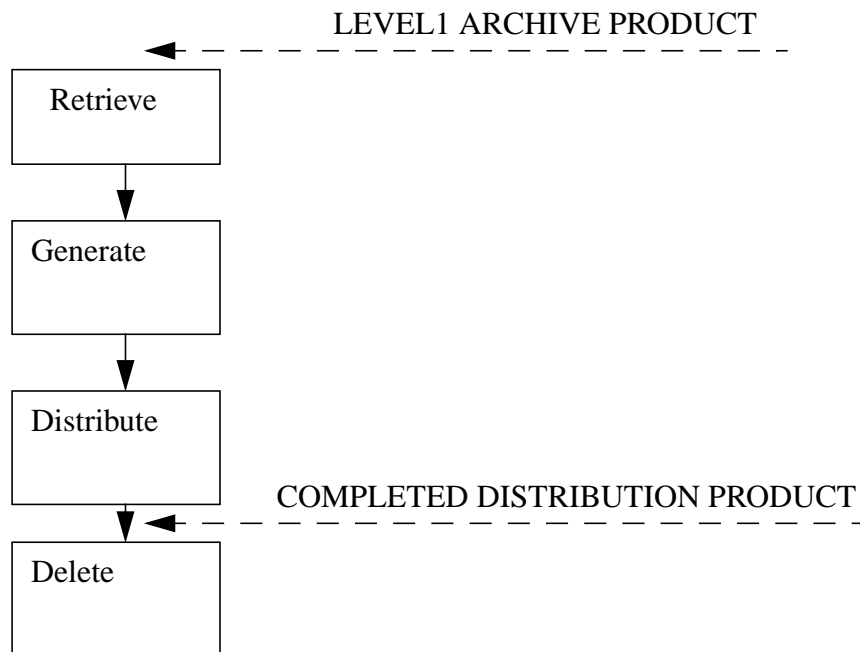 LEVEL1 ARCHIVE PRODUCT
Retrieve
Generate
Distribute
COMPLETED DISTRIBUTION PRODUCT
Delete